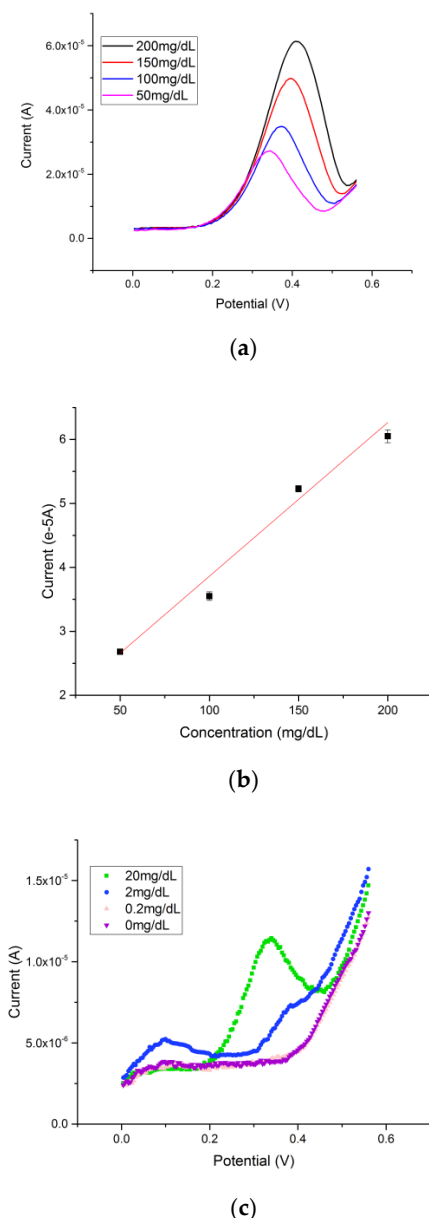 200mg/dL
150mg/dL
100mg/dL
50mg/dL
6.0x10⁻⁵
4.0x10⁻⁵
2.0x10⁻⁵
0.0
Current (A)
0.0 0.2 0.4 0.6
Potential (V)
(a)
6
5
4
3
2
Current (e-5A)
50 100 150 200
Concentration (mg/dL)
(b)
20mg/dL
2mg/dL
0.2mg/dL
0mg/dL
1.5x10⁻⁵
1.0x10⁻⁵
5.0x10⁻⁶
0.0
Current (A)
0.0 0.2 0.4 0.6
Potential (V)
(c)